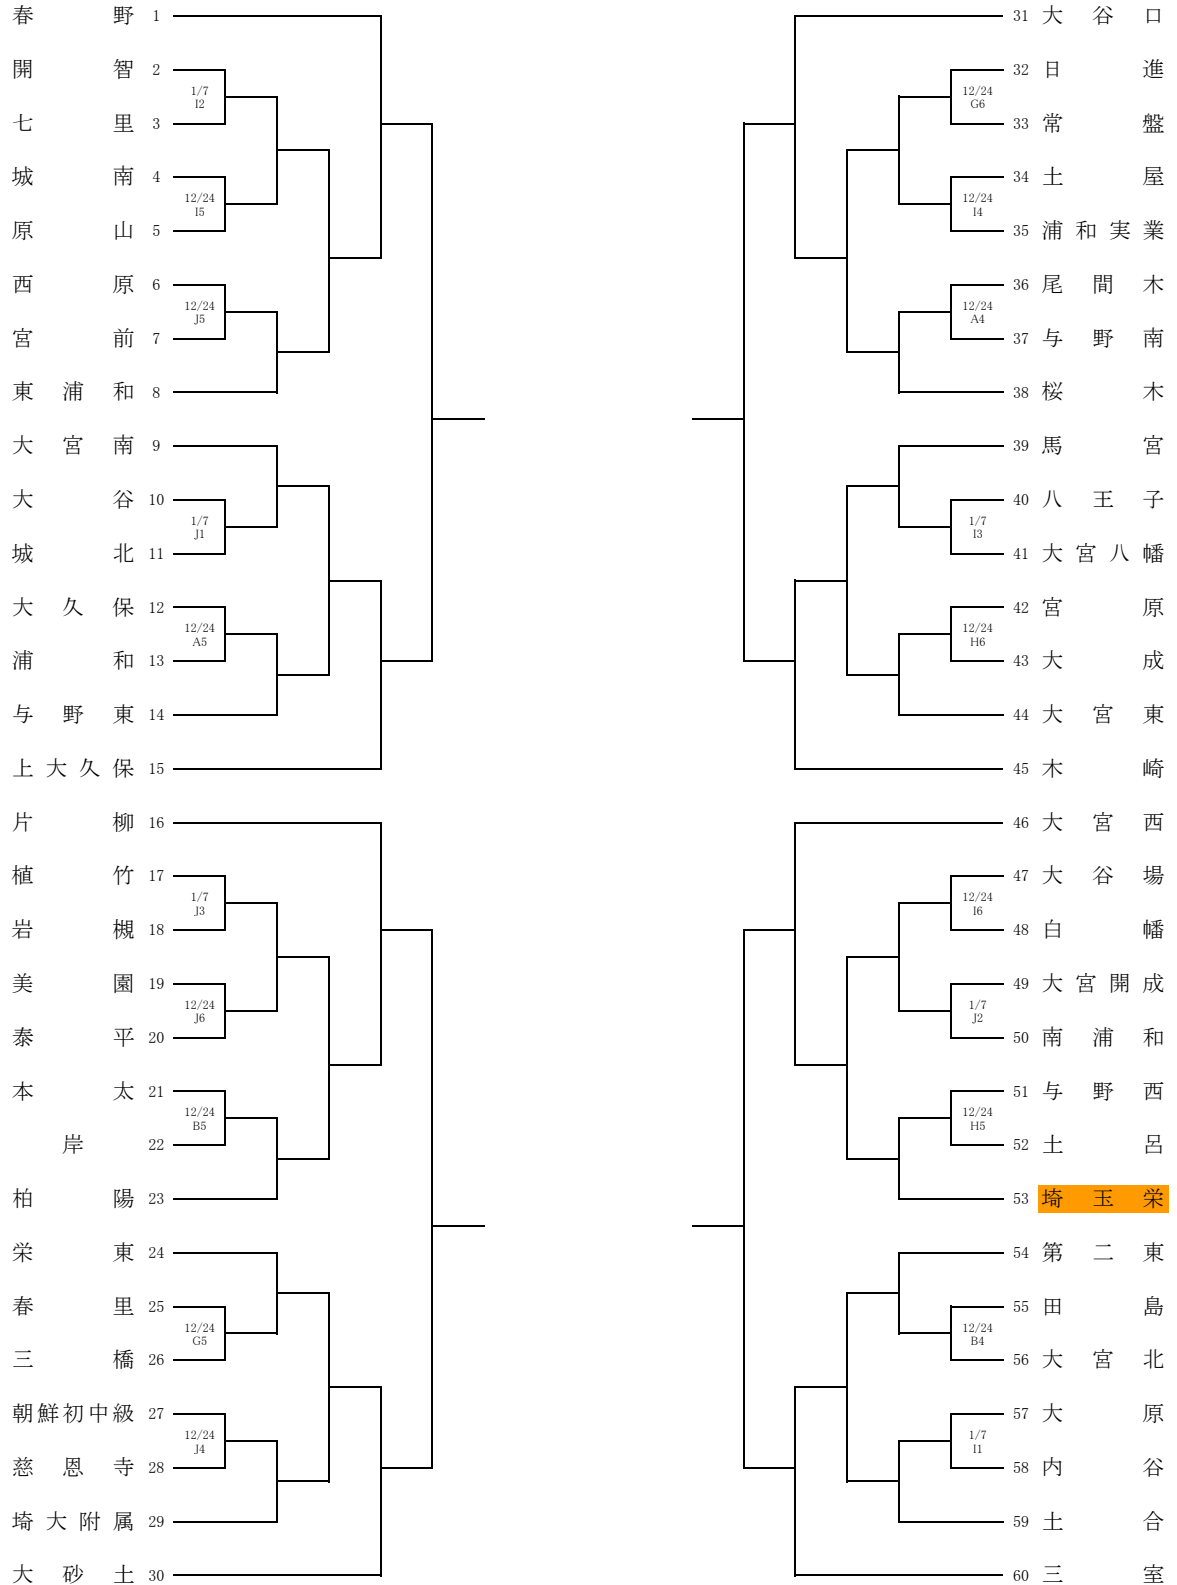 春野 1
開智 2
1/7
I2
七里 3
城南 4
12/24
I5
原山 5
西原 6
12/24
J5
宮前 7
東浦和 8
大宮南 9
大谷 10
1/7
J1
城北 11
大久保 12
12/24
A5
浦和 13
与野東 14
上大久保 15
片柳 16
植竹 17
1/7
J3
岩槻 18
美園 19
12/24
J6
泰平 20
本太 21
12/24
B5
岸 22
柏陽 23
栄東 24
春里 25
12/24
G5
三橋 26
朝鮮初中級 27
12/24
J4
慈恩寺 28
埼大附属 29
大砂土 30
31 大谷口
32 日進
12/24
G6
33 常盤
34 土屋
12/24
I4
35 浦和実業
36 尾間木
12/24
A4
37 与野南
38 桜木
39 馬宮
40 八王子
1/7
I3
41 大宮八幡
42 宮原
12/24
H6
43 大成
44 大宮東
45 木崎
46 大宮西
47 大谷場
12/24
I6
48 白幡
49 大宮開成
1/7
J2
50 南浦和
51 与野西
12/24
H5
52 土呂
53 埼玉栄
54 第二東
55 田島
12/24
B4
56 大宮北
57 大原
1/7
I1
58 内谷
59 土合
60 三室